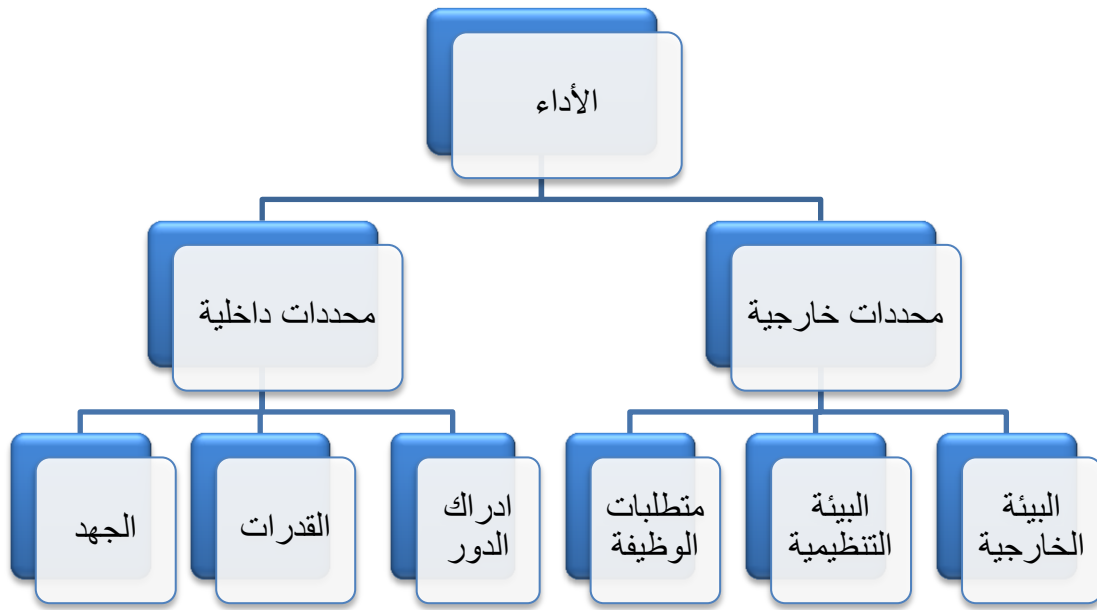 الأداء
محددات خارجية
محددات داخلية
البيئة
الخارجية
البيئة
التنظيمية
متطلبات
الوظيفة
ادراك
الدور
القدرات
الجهد